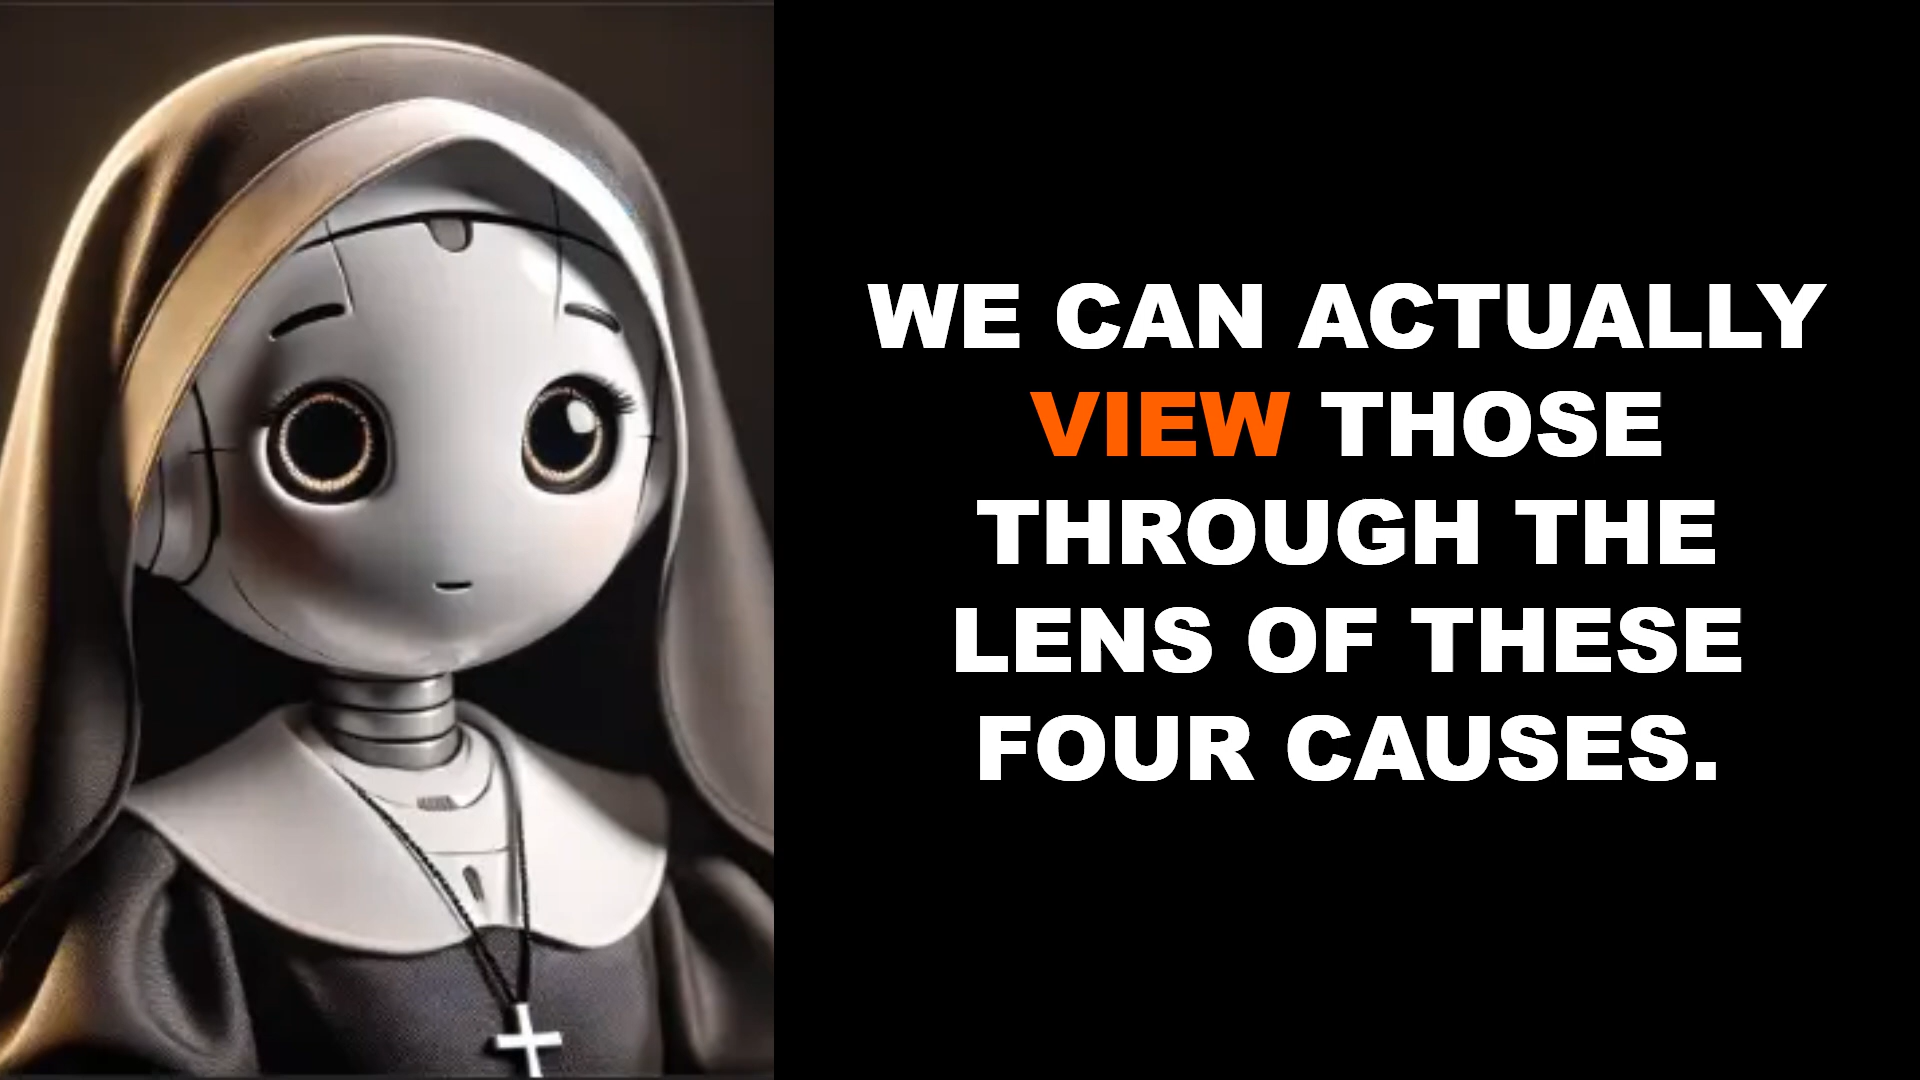 WE CAN ACTUALLY
VIEW THOSE
THROUGH THE
LENS OF THESE
FOUR CAUSES.